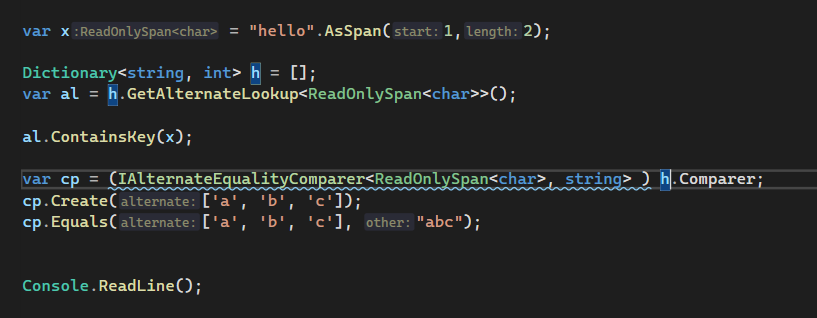 var x:ReadOnlySpan<char> = "hello".AsSpan(start:1,length:2);
Dictionary<string, int> h = [];
var al = h.GetAlternateLookup<ReadOnlySpan<char>>();
al.ContainsKey(x);
var cp = (IAlternateEqualityComparer<ReadOnlySpan<char>, string> ) h.Comparer;
cp.Create(alternate:['a', 'b', 'c']);
cp.Equals(alternate:['a', 'b', 'c'], other:"abc");
Console.ReadLine();